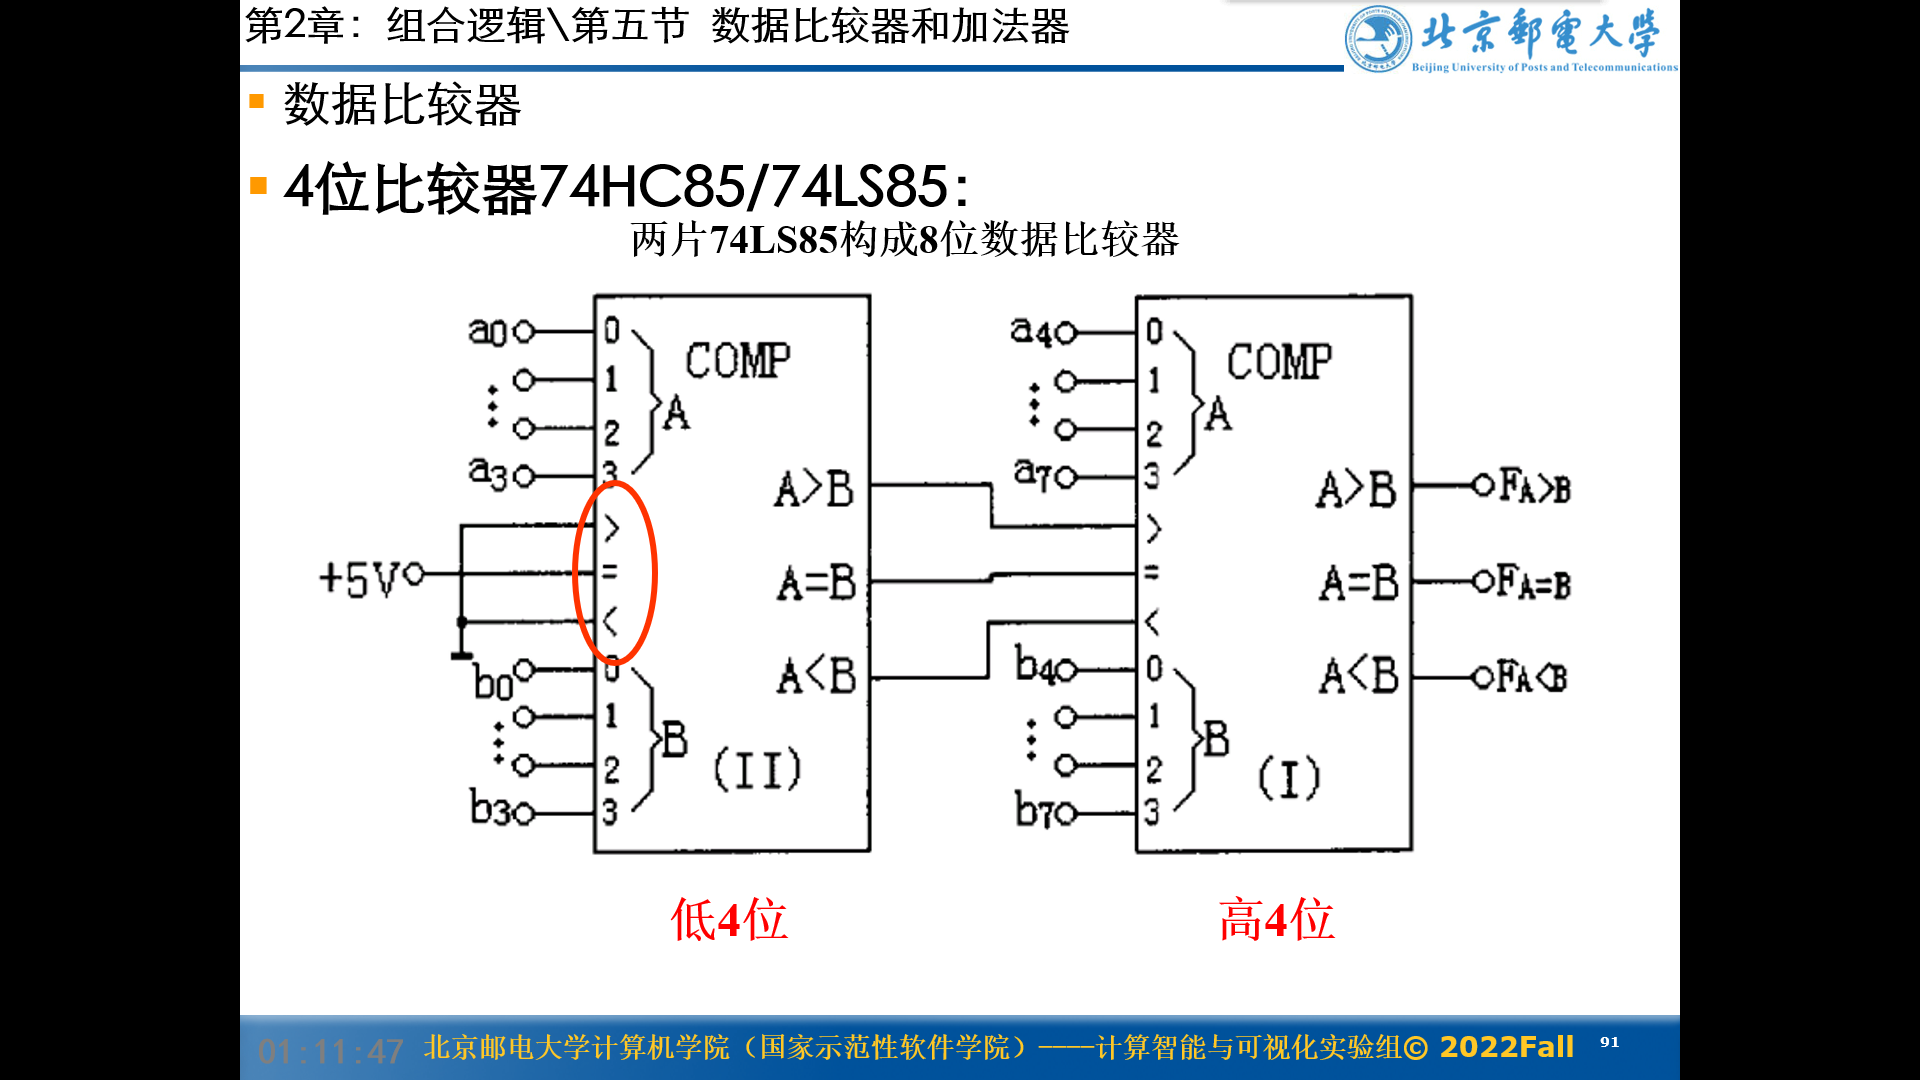 第2章：组合逻辑\第五节 数据比较器和加法器
北京邮电大学
Beijing University of Posts and Telecommunications
数据比较器
4位比较器74HC85/74LS85：
两片74LS85构成8位数据比较器
a0 0 COMP a4 0 COMP
1 1
A A
2 2
a3 3 a7 3
A>B A>B FA>B
> >
+5V = A=B = A=B FA=B
< <
b0 0 A<B b4 0 A<B FA<B
1 1
B B
2 (II) 2 (I)
b3 3 b7 3
低4位 高4位
01:11:47 北京邮电大学计算机学院（国家示范性软件学院）——计算智能与可视化实验组© 2022Fall 91